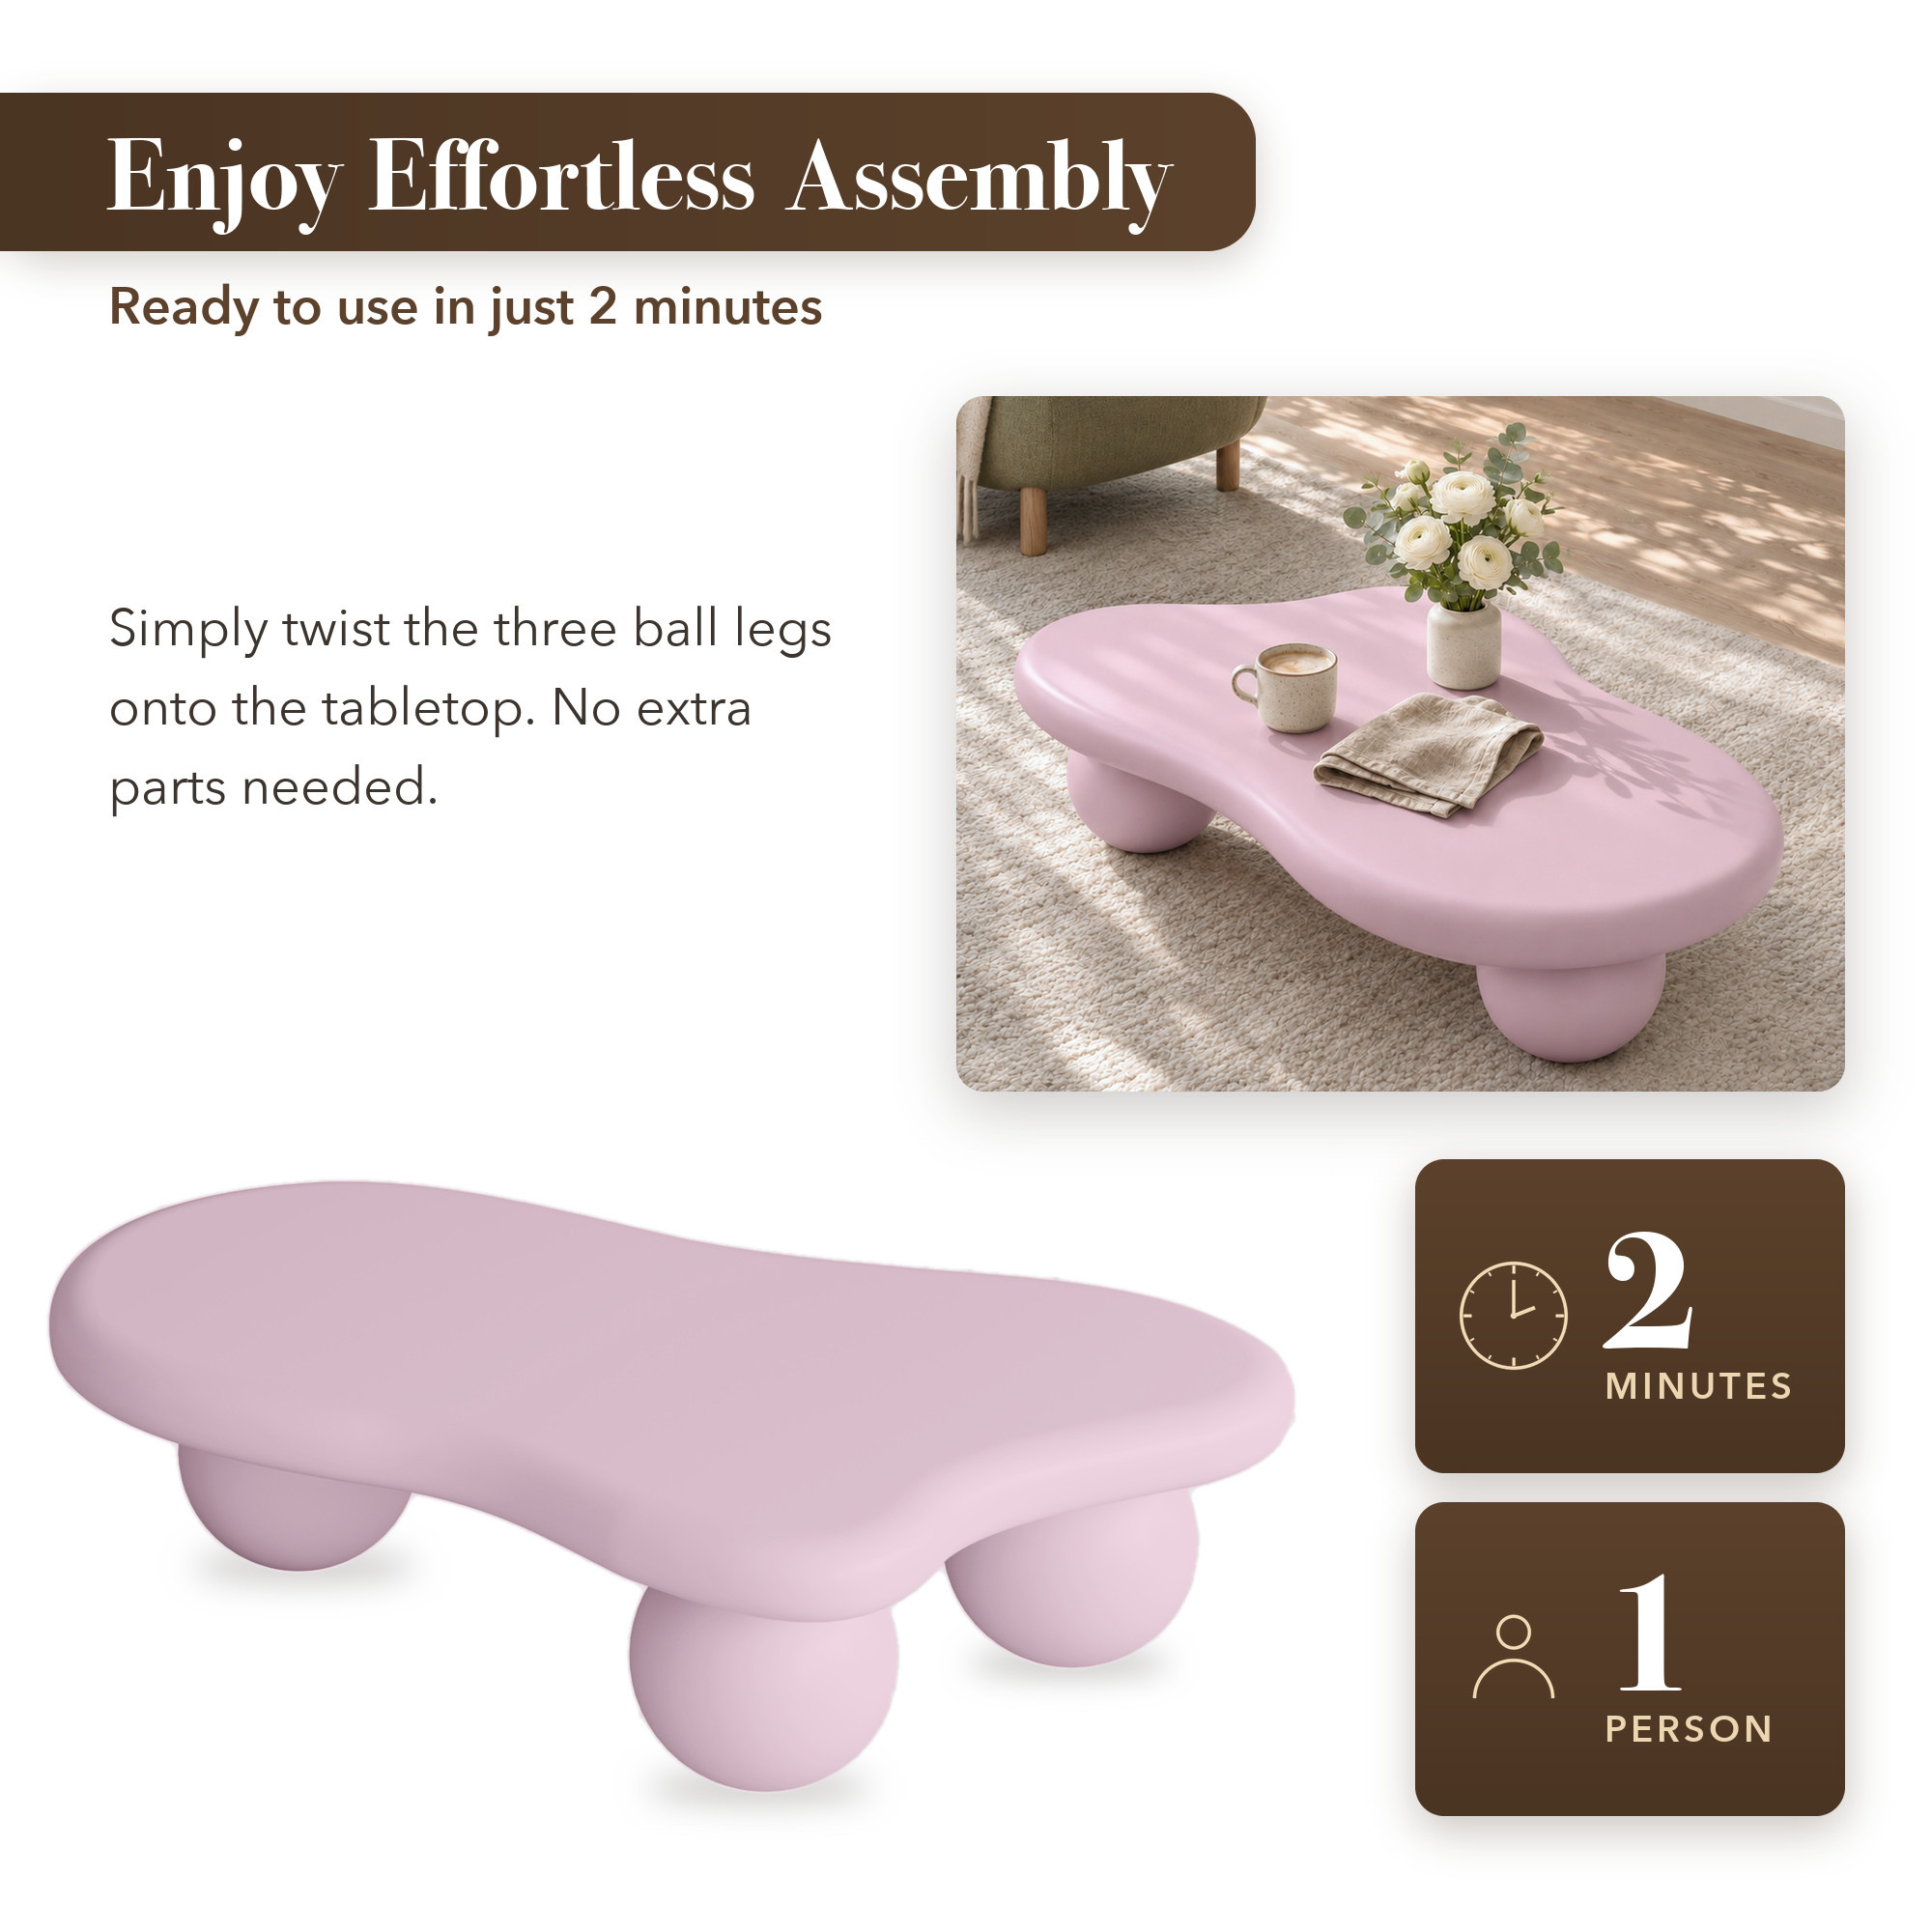 Enjoy Effortless Assembly
Ready to use in just 2 minutes
Simply twist the three ball legs
onto the tabletop. No extra
parts needed.
2
MINUTES
1
PERSON